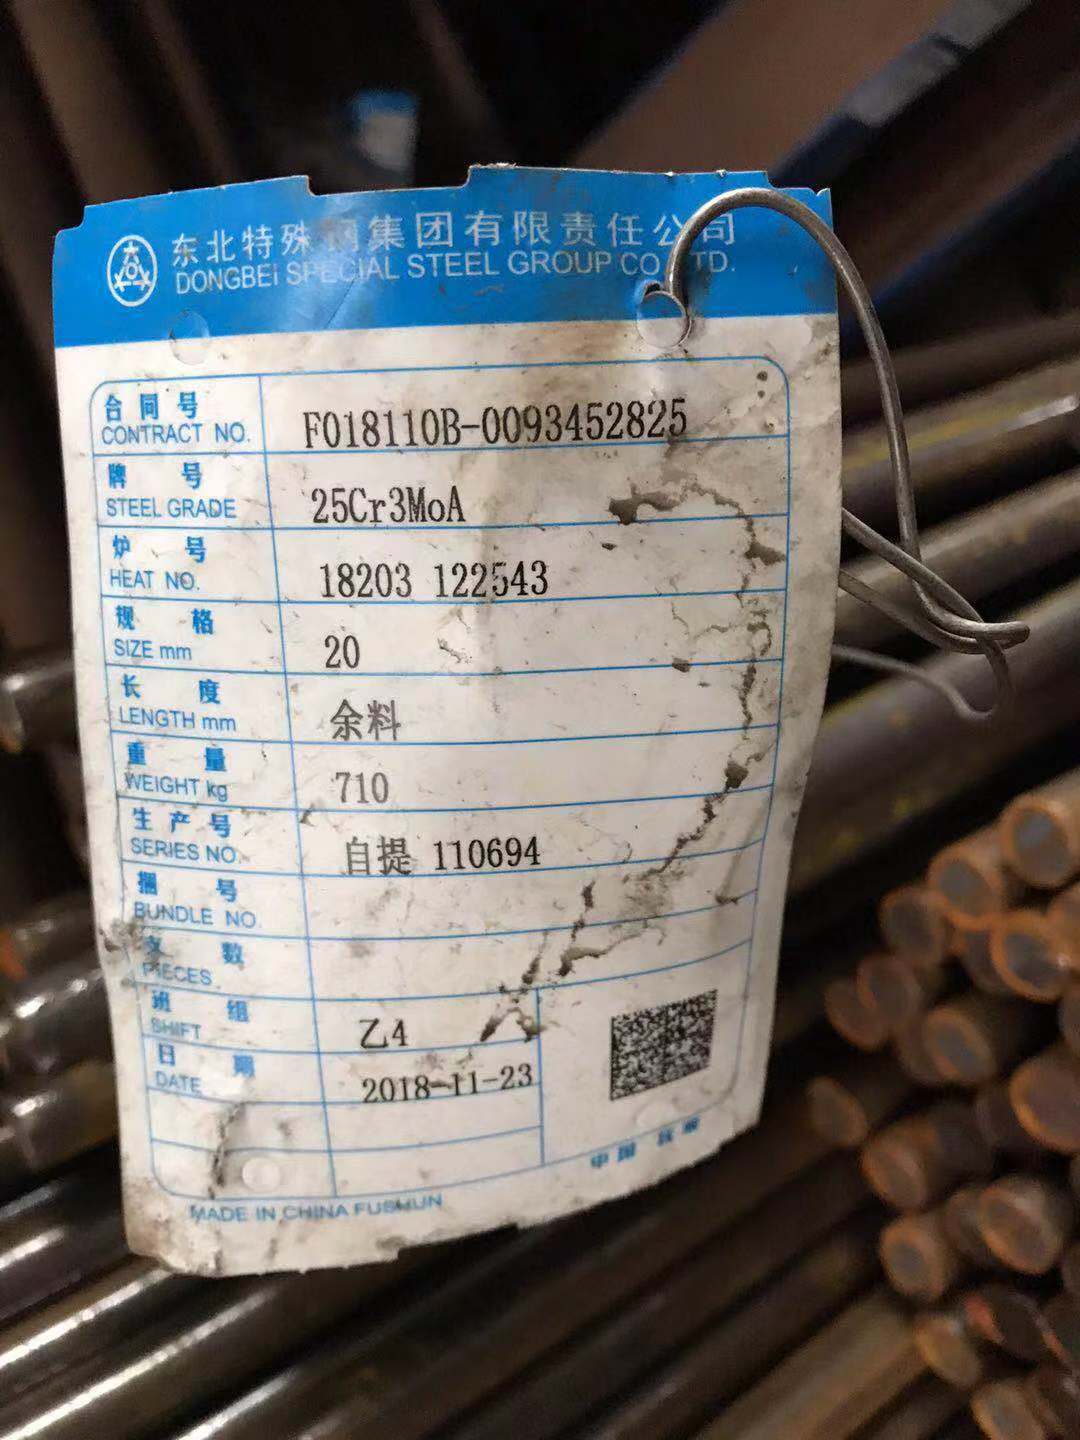 东北特殊钢集团有限责任公司
DONGBEI SPECIAL STEEL GROUP CO LTD.
合同号 F018110B-0093452825
CONTRACT NO.
牌号 25Cr3MoA
STEEL GRADE
炉号 18203 122543
HEAT NO.
规格 20
SIZE mm
长度 余料
LENGTH mm
重量 710
WEIGHT kg
生产号 自提 110694
SERIES NO.
捆号
BUNDLE NO.
支数
PIECES
班组 乙4
SHIFT
日期 2018-11-23
DATE
中国 抚顺
MADE IN CHINA FUSHUN